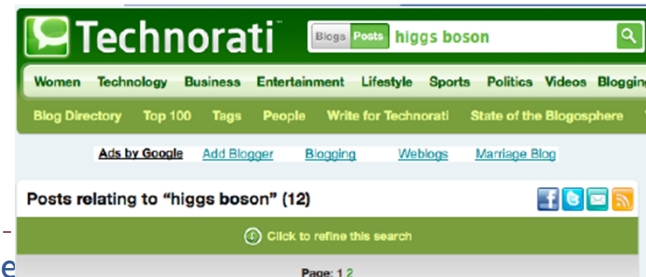 Technorati™ Blogs Posts higgs boson
Women Technology Business Entertainment Lifestyle Sports Politics Videos Blogging
Blog Directory Top 100 Tags People Write for Technorati State of the Blogosphere
Ads by Google Add Blogger Blogging Weblogs Marriage Blog
Posts relating to “higgs boson” (12)
Click to refine this search
e
Page: 1 2